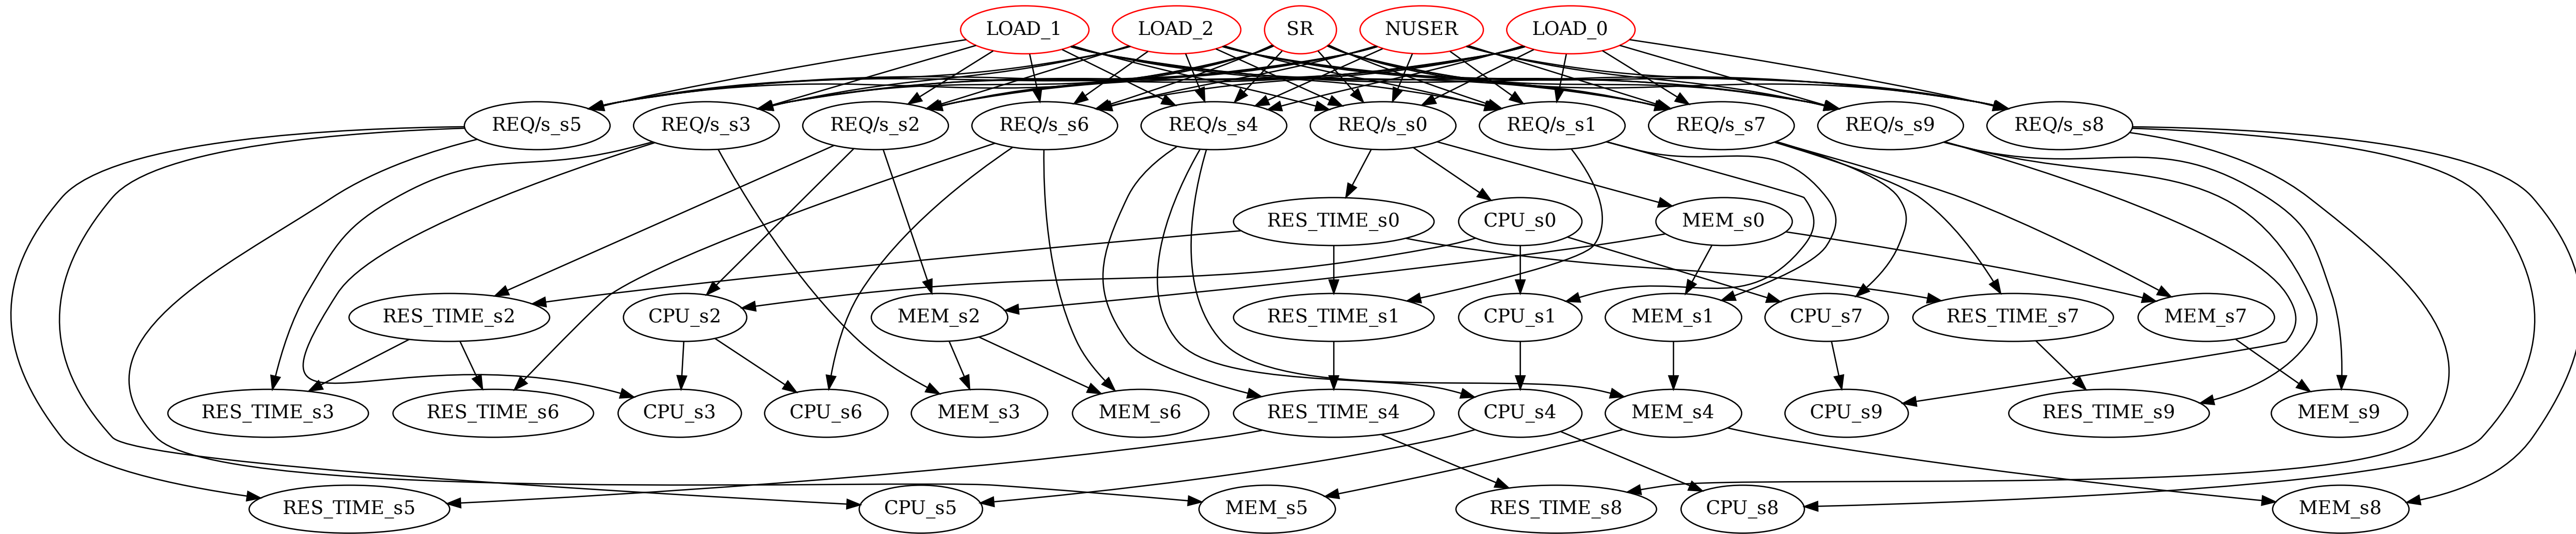 LOAD_1 LOAD_2 SR NUSER LOAD_0
REQ/s_s5 REQ/s_s3 REQ/s_s2 REQ/s_s6 REQ/s_s4 REQ/s_s0 REQ/s_s1 REQ/s_s7 REQ/s_s9 REQ/s_s8
RES_TIME_s0 CPU_s0 MEM_s0
RES_TIME_s2 CPU_s2 MEM_s2 RES_TIME_s1 CPU_s1 MEM_s1 CPU_s7 RES_TIME_s7 MEM_s7
RES_TIME_s3 RES_TIME_s6 CPU_s3 CPU_s6 MEM_s3 MEM_s6 RES_TIME_s4 CPU_s4 MEM_s4 CPU_s9 RES_TIME_s9 MEM_s9
RES_TIME_s5 CPU_s5 MEM_s5 RES_TIME_s8 CPU_s8 MEM_s8